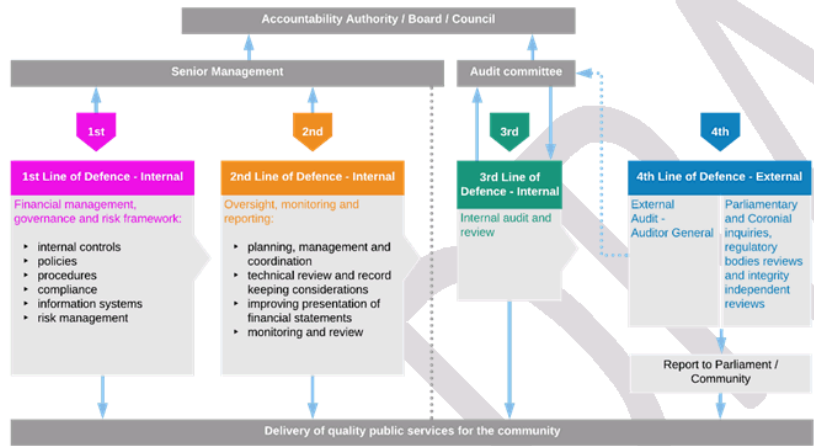 Accountability Authority / Board / Council
Senior Management
Audit committee
1st
2nd
3rd
4th
1st Line of Defence - Internal
Financial management,
governance and risk framework:
‣ internal controls
‣ policies
‣ procedures
‣ compliance
‣ information systems
‣ risk management
2nd Line of Defence - Internal
Oversight, monitoring and
reporting:
‣ planning, management and
coordination
‣ technical review and record
keeping considerations
‣ improving presentation of
financial statements
‣ monitoring and review
3rd Line of
Defence - Internal
Internal audit and
review
4th Line of Defence - External
External
Audit -
Auditor General
Parliamentary
and Coronial
inquiries,
regulatory
bodies reviews
and integrity
independent
reviews
Report to Parliament /
Community
Delivery of quality public services for the community